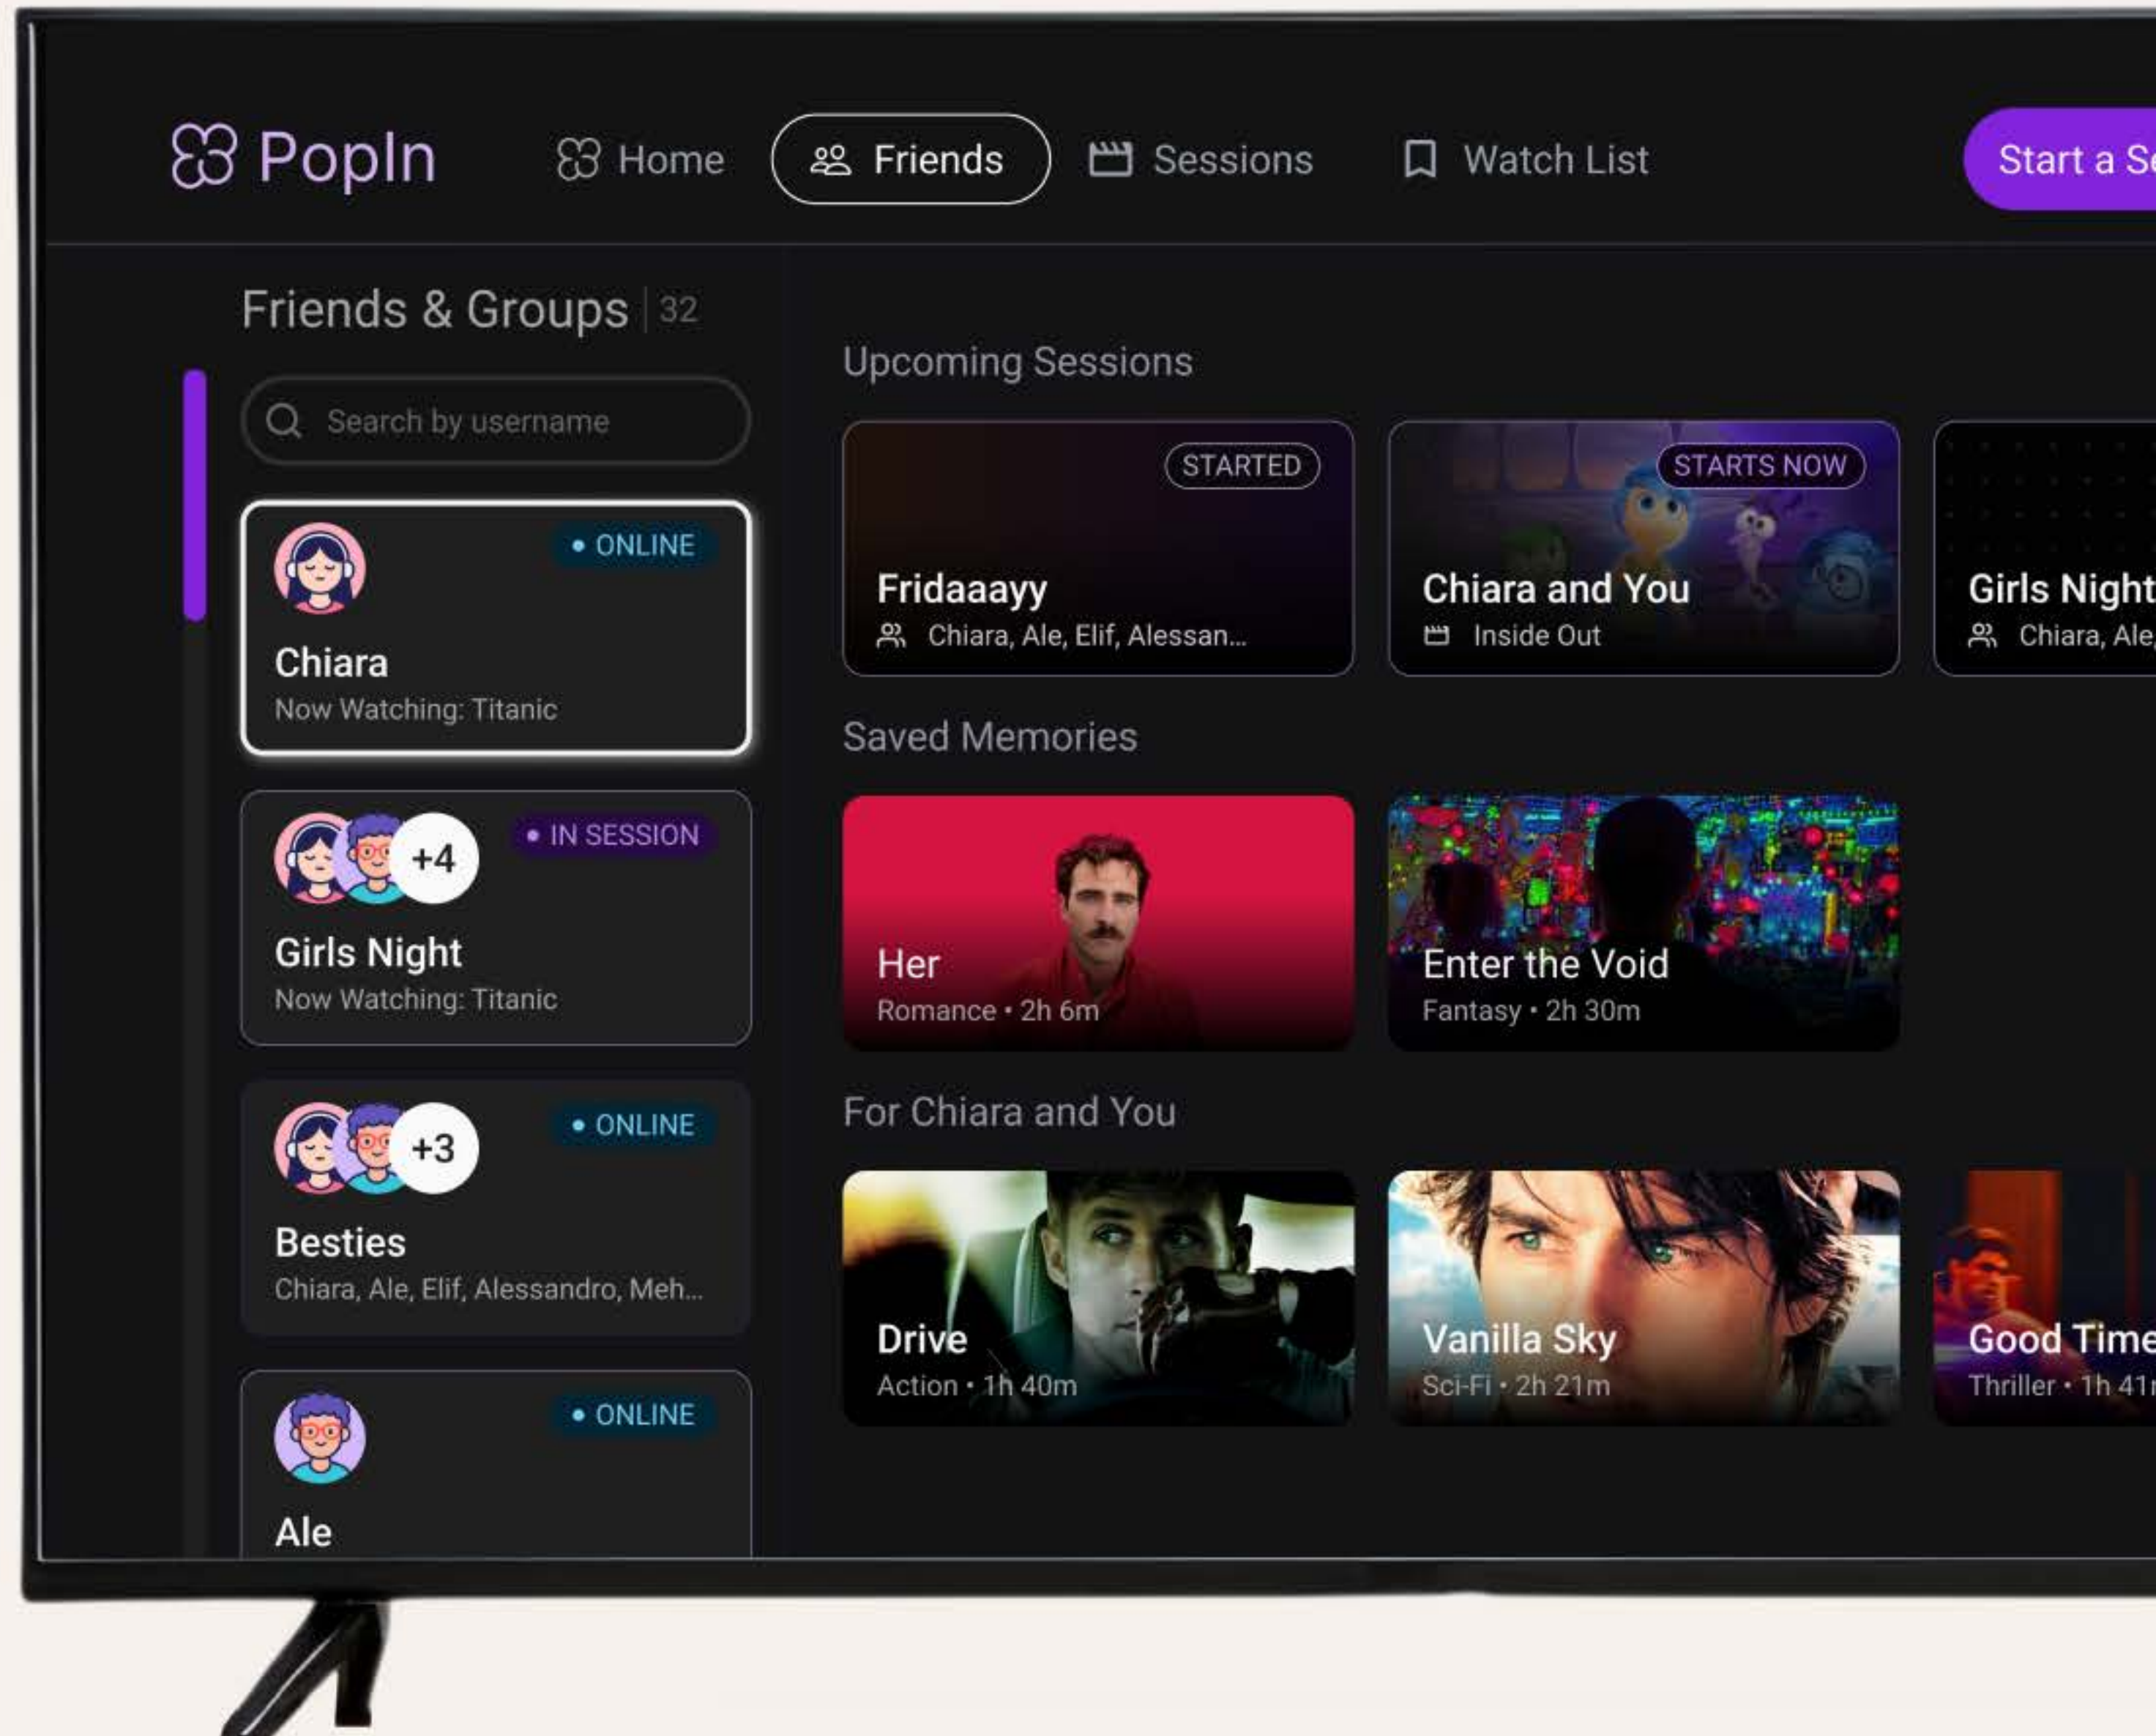 PopIn
Home
Friends
Sessions
Watch List
Start a
Friends & Groups
32
Search by username
ONLINE
Chiara
Now Watching: Titanic
+4
IN SESSION
Girls Night
Now Watching: Titanic
+3
ONLINE
Besties
Chiara, Ale, Elif, Alessandro, Meh...
ONLINE
Ale
Upcoming Sessions
STARTED
Fridaaayy
Chiara, Ale, Elif, Alessan...
STARTS NOW
Chiara and You
Inside Out
Girls Night
Chiara, Ale,
Saved Memories
Her
Romance • 2h 6m
Enter the Void
Fantasy • 2h 30m
For Chiara and You
Drive
Action • 1h 40m
Vanilla Sky
Sci-Fi • 2h 21m
Good Time
Thriller • 1h 41m